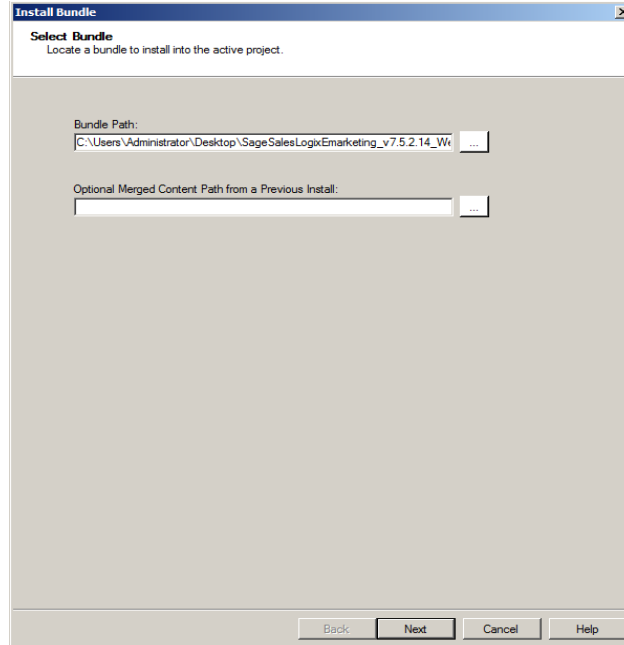 Install Bundle
Select Bundle
Locate a bundle to install into the active project.
Bundle Path:
C:\Users\Administrator\Desktop\SageSalesLogixEmarketing_v7.5.2.14_We
...
Optional Merged Content Path from a Previous Install:
...
Back Next Cancel Help